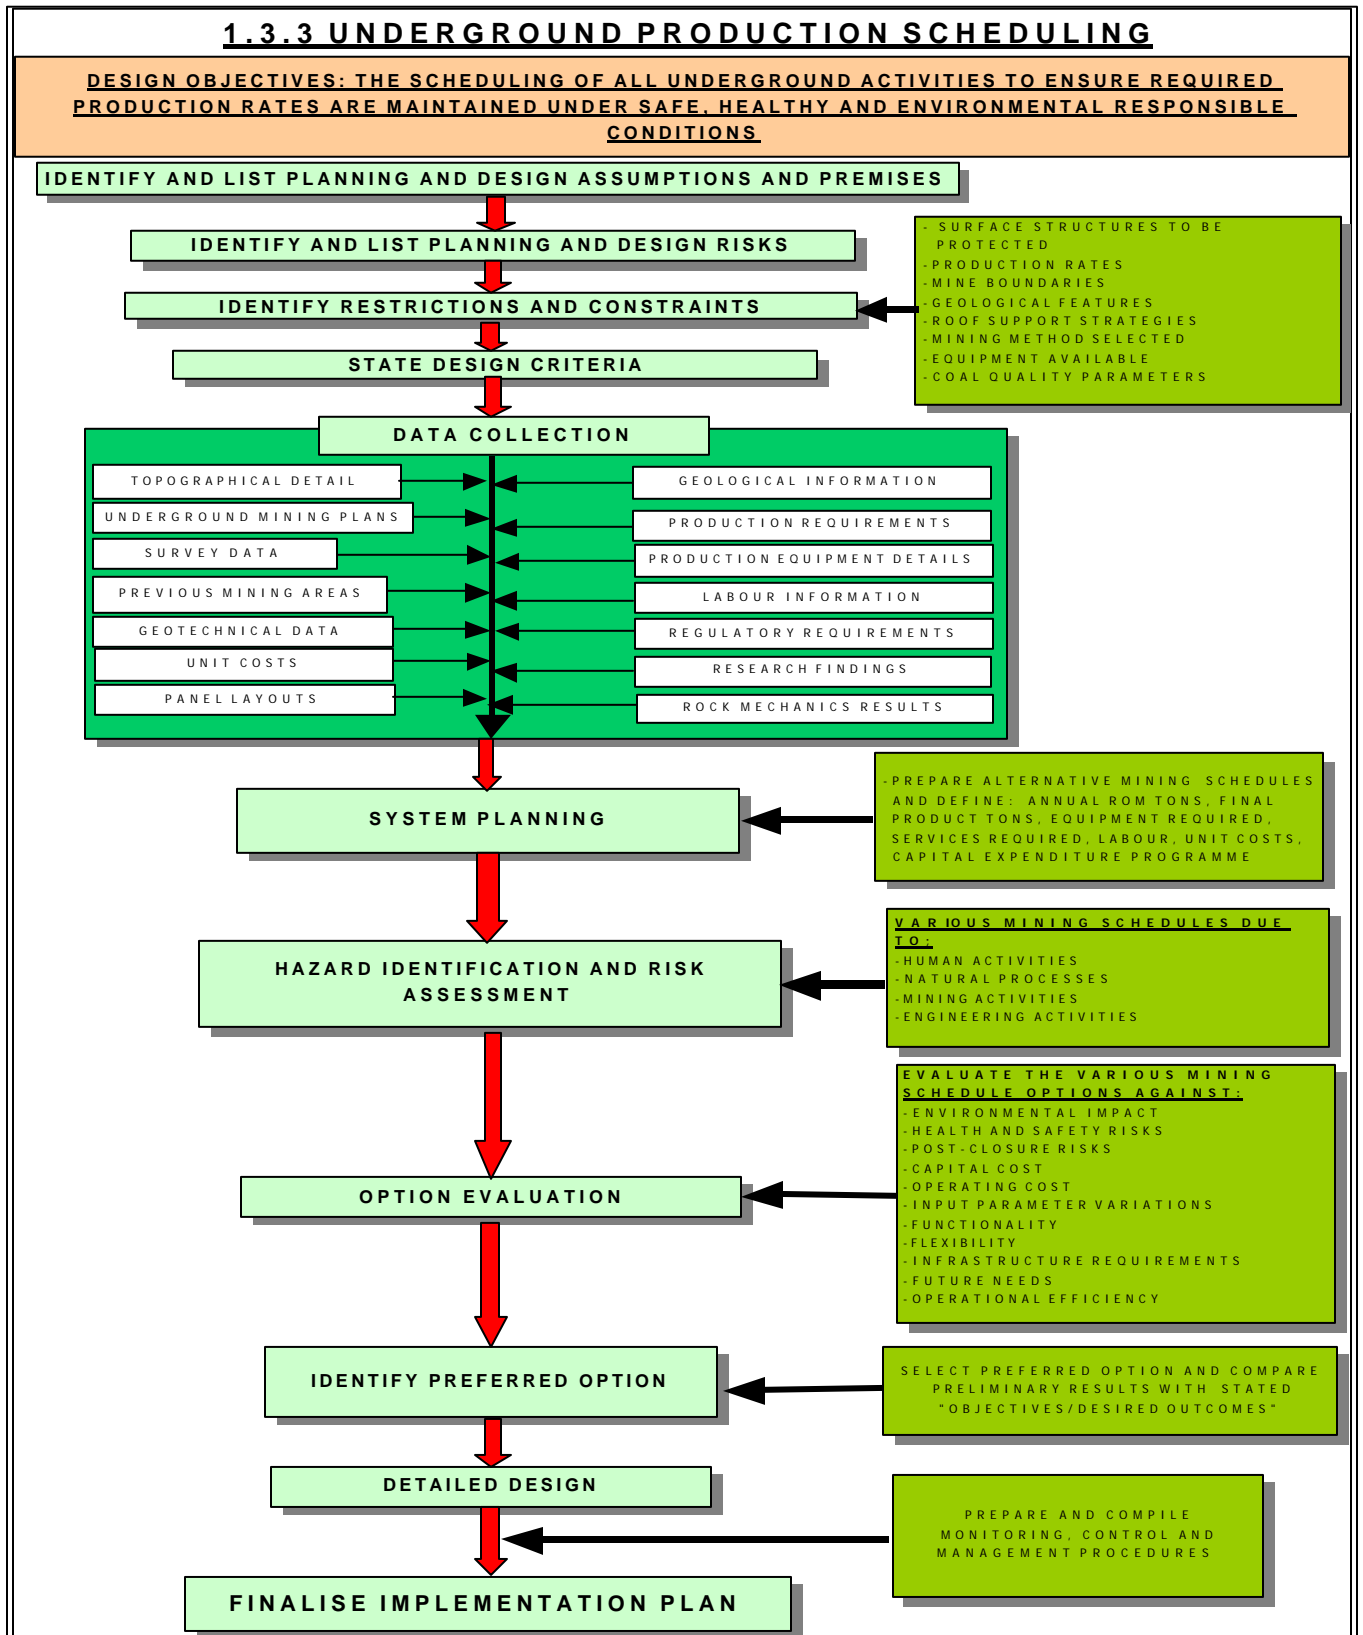 1.3.3 UNDERGROUND PRODUCTION SCHEDULING
DESIGN OBJECTIVES: THE SCHEDULING OF ALL UNDERGROUND ACTIVITIES TO ENSURE REQUIRED
PRODUCTION RATES ARE MAINTAINED UNDER SAFE, HEALTHY AND ENVIRONMENTAL RESPONSIBLE
CONDITIONS
IDENTIFY AND LIST PLANNING AND DESIGN ASSUMPTIONS AND PREMISES
IDENTIFY AND LIST PLANNING AND DESIGN RISKS
IDENTIFY RESTRICTIONS AND CONSTRAINTS
- SURFACE STRUCTURES TO BE
PROTECTED
-PRODUCTION RATES
-MINE BOUNDARIES
-GEOLOGICAL FEATURES
-ROOF SUPPORT STRATEGIES
-MINING METHOD SELECTED
-EQUIPMENT AVAILABLE
-COAL QUALITY PARAMETERS
STATE DESIGN CRITERIA
DATA COLLECTION
TOPOGRAPHICAL DETAIL
UNDERGROUND MINING PLANS
SURVEY DATA
PREVIOUS MINING AREAS
GEOTECHNICAL DATA
UNIT COSTS
PANEL LAYOUTS
GEOLOGICAL INFORMATION
PRODUCTION REQUIREMENTS
PRODUCTION EQUIPMENT DETAILS
LABOUR INFORMATION
REGULATORY REQUIREMENTS
RESEARCH FINDINGS
ROCK MECHANICS RESULTS
SYSTEM PLANNING
-PREPARE ALTERNATIVE MINING SCHEDULES
AND DEFINE: ANNUAL ROM TONS, FINAL
PRODUCT TONS, EQUIPMENT REQUIRED,
SERVICES REQUIRED, LABOUR, UNIT COSTS,
CAPITAL EXPENDITURE PROGRAMME
HAZARD IDENTIFICATION AND RISK
ASSESSMENT
VARIOUS MINING SCHEDULES DUE
TO;
-HUMAN ACTIVITIES
-NATURAL PROCESSES
-MINING ACTIVITIES
-ENGINEERING ACTIVITIES
OPTION EVALUATION
EVALUATE THE VARIOUS MINING
SCHEDULE OPTIONS AGAINST:
-ENVIRONMENTAL IMPACT
-HEALTH AND SAFETY RISKS
-POST-CLOSURE RISKS
-CAPITAL COST
-OPERATING COST
-INPUT PARAMETER VARIATIONS
-FUNCTIONALITY
-FLEXIBILITY
-INFRASTRUCTURE REQUIREMENTS
-FUTURE NEEDS
-OPERATIONAL EFFICIENCY
IDENTIFY PREFERRED OPTION
SELECT PREFERRED OPTION AND COMPARE
PRELIMINARY RESULTS WITH STATED
"OBJECTIVES/DESIRED OUTCOMES"
DETAILED DESIGN
PREPARE AND COMPILE
MONITORING, CONTROL AND
MANAGEMENT PROCEDURES
FINALISE IMPLEMENTATION PLAN